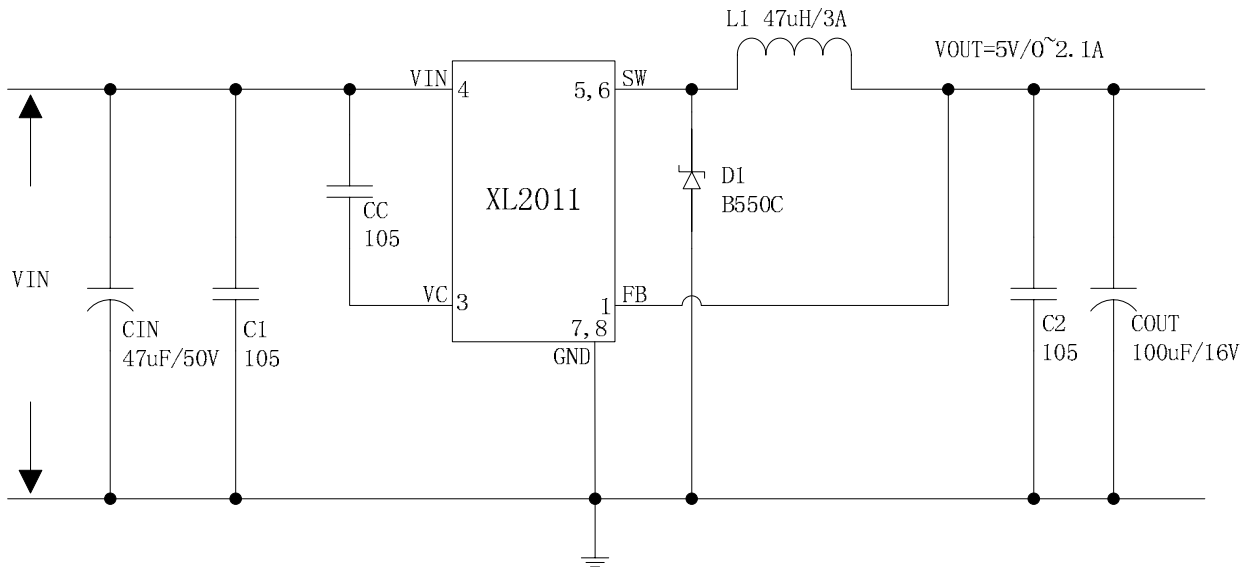 L1 47uH/3A
VOUT=5V/0~2.1A
VIN
4
5,6
SW
XL2011
D1
B550C
CC
105
VIN
VC
3
1
FB
7,8
GND
CIN
47uF/50V
C1
105
C2
105
COUT
100uF/16V